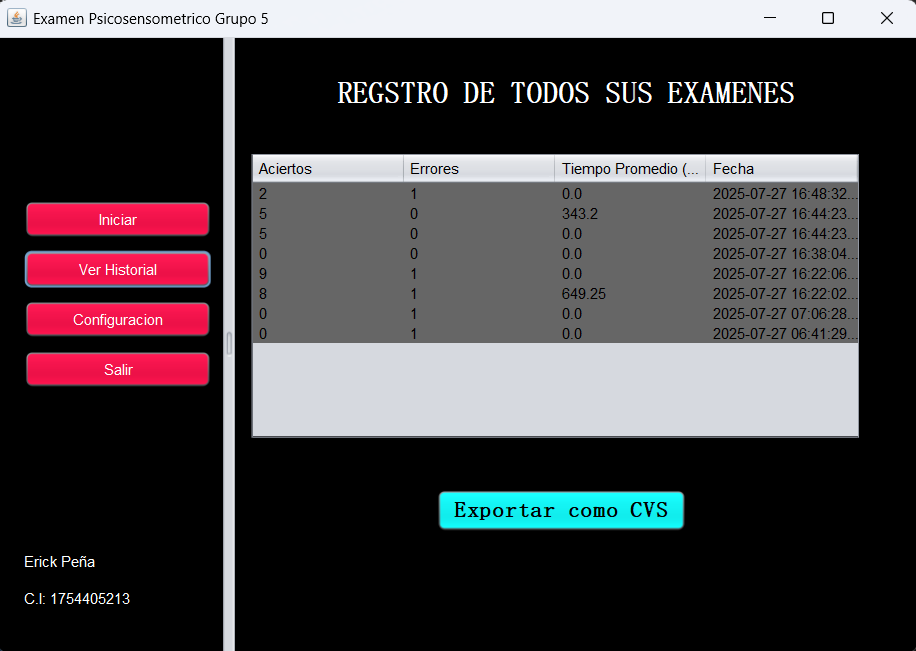 Examen Psicosensometrico Grupo 5
REGSTRO DE TODOS SUS EXAMENES
Aciertos Errores Tiempo Promedio (... Fecha
2 1 0.0 2025-07-27 16:48:32...
5 0 343.2 2025-07-27 16:44:23...
5 0 0.0 2025-07-27 16:44:23...
0 0 0.0 2025-07-27 16:38:04...
9 1 0.0 2025-07-27 16:22:06...
8 1 649.25 2025-07-27 16:22:02...
0 1 0.0 2025-07-27 07:06:28...
0 1 0.0 2025-07-27 06:41:29...
Iniciar
Ver Historial
Configuracion
Salir
Exportar como CVS
Erick Peña
C.I: 1754405213